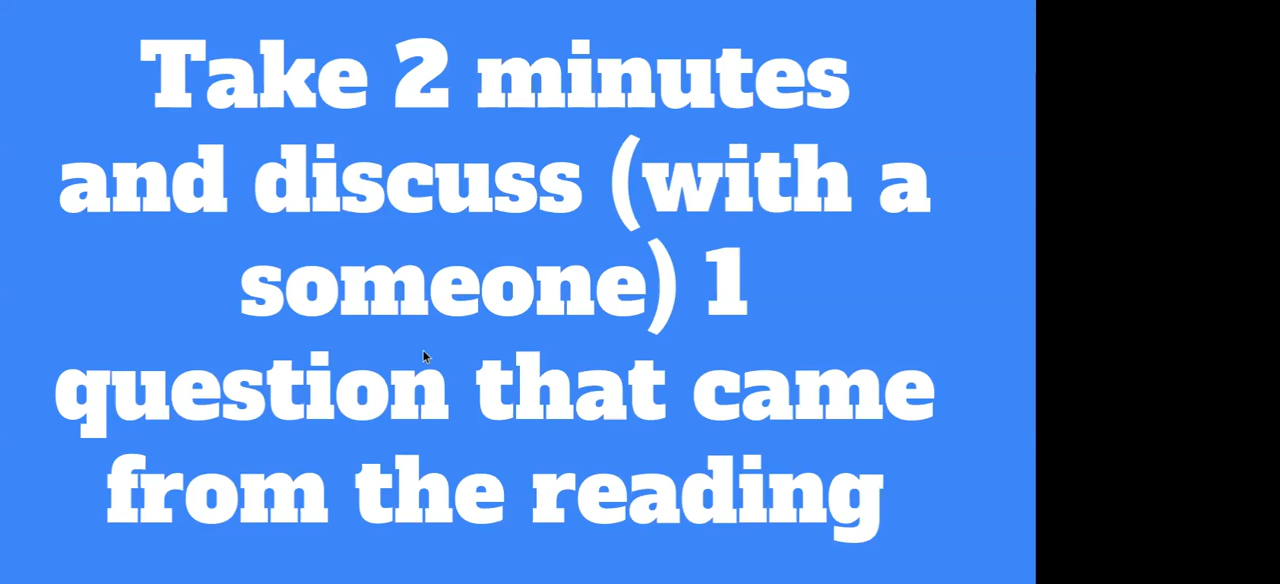 Take 2 minutes
and discuss (with a
someone) 1
question that came
from the reading